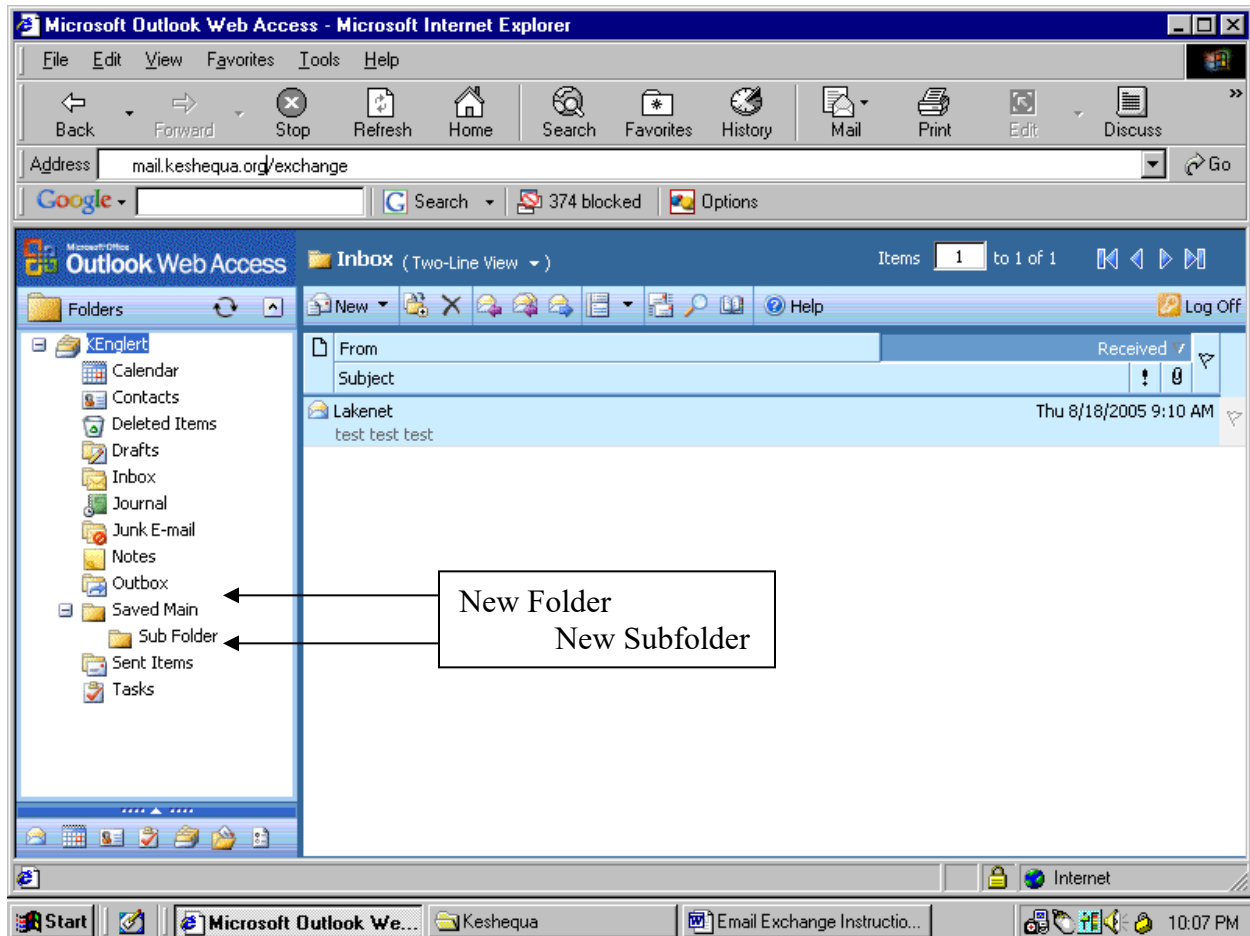 Microsoft Outlook Web Access - Microsoft Internet Explorer
File Edit View Favorites Tools Help
Back Forward Stop Refresh Home Search Favorites History Mail Print Edit Discuss »
Address mail.keshequa.org/exchange Go
Google Search 374 blocked Options
Microsoft Office
Outlook Web Access
Inbox (Two-Line View) Items 1 to 1 of 1
Folders
New Help Log Off
KEnglert
Calendar
Contacts
Deleted Items
Drafts
Inbox
Journal
Junk E-mail
Notes
Outbox
Saved Main
Sub Folder
Sent Items
Tasks
From Received
Subject
Lakenet Thu 8/18/2005 9:10 AM
test test test
New Folder
New Subfolder
Internet
Start Microsoft Outlook We... Keshequa Email Exchange Instructio... 10:07 PM